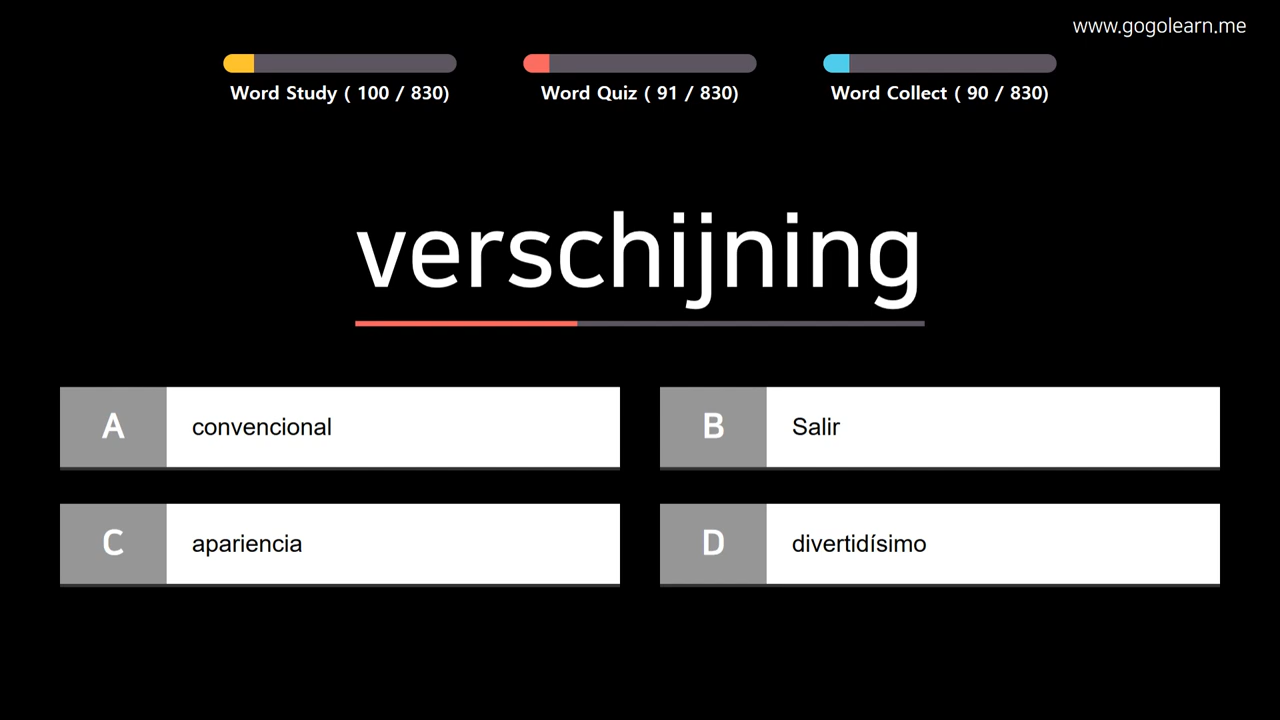 www.gogolearn.me
Word Study ( 100 / 830)
Word Quiz ( 91 / 830)
Word Collect ( 90 / 830)
verschijning
A convencional
B Salir
C apariencia
D divertidísimo